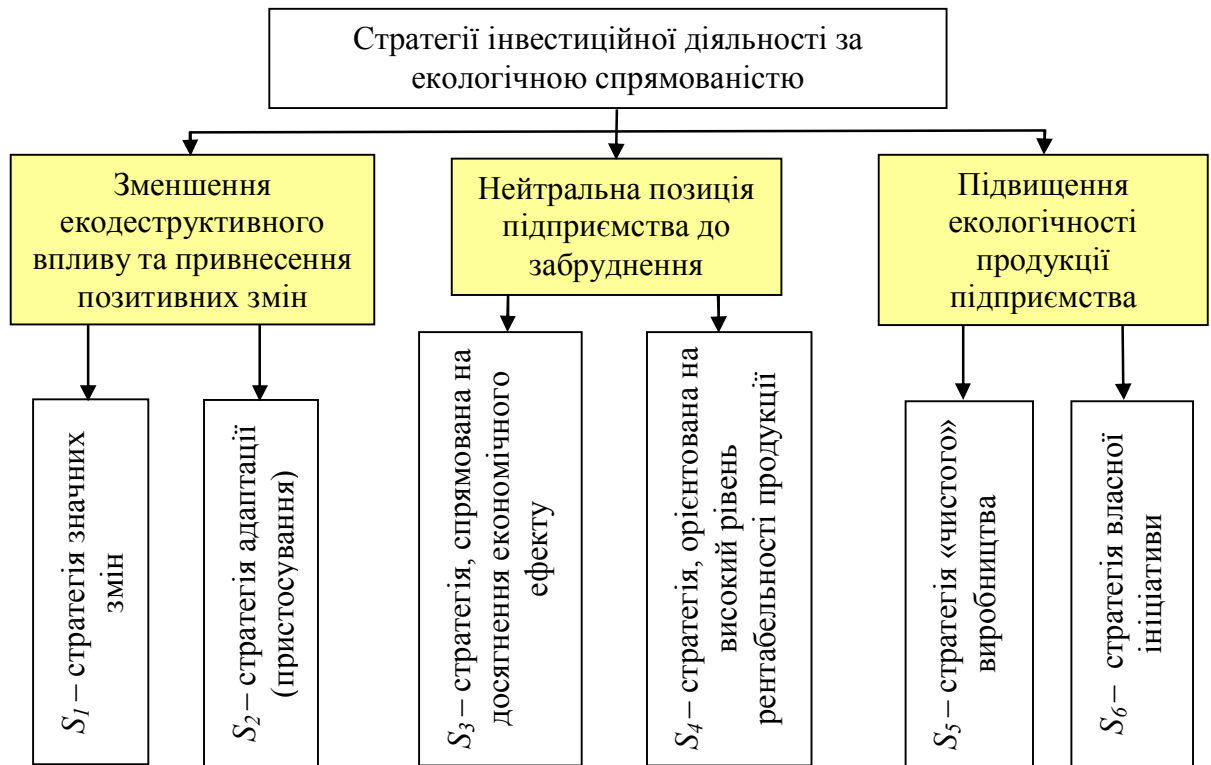 Стратегії інвестиційної діяльності за
екологічною спрямованістю
Зменшення
екодеструктивного
впливу та привнесення
позитивних змін
Нейтральна позиція
підприємства до
забруднення
Підвищення
екологічності
продукції
підприємства
S1 – стратегія значних
змін
S2 – стратегія адаптації
(пристосування)
S3 – стратегія, спрямована на
досягнення економічного
ефекту
S4 – стратегія, орієнтована на
високий рівень
рентабельності продукції
S5 – стратегія «чистого»
виробництва
S6 – стратегія власної
ініціативи